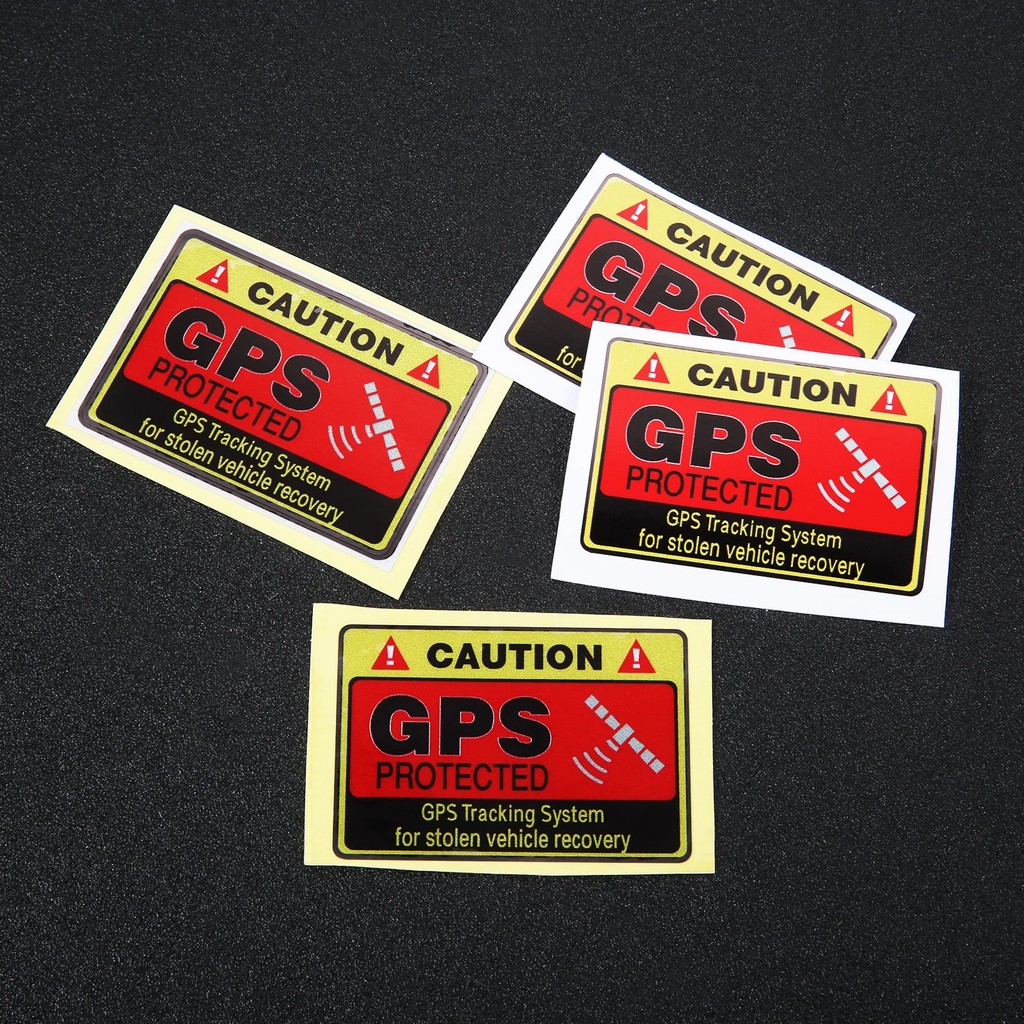 ! CAUTION !
GPS
PROTECTED
GPS Tracking System
for stolen vehicle recovery
! CAUTION !
GPS
for
! CAUTION !
GPS
PROTECTED
GPS Tracking System
for stolen vehicle recovery
! CAUTION !
GPS
PROTECTED
GPS Tracking System
for stolen vehicle recovery